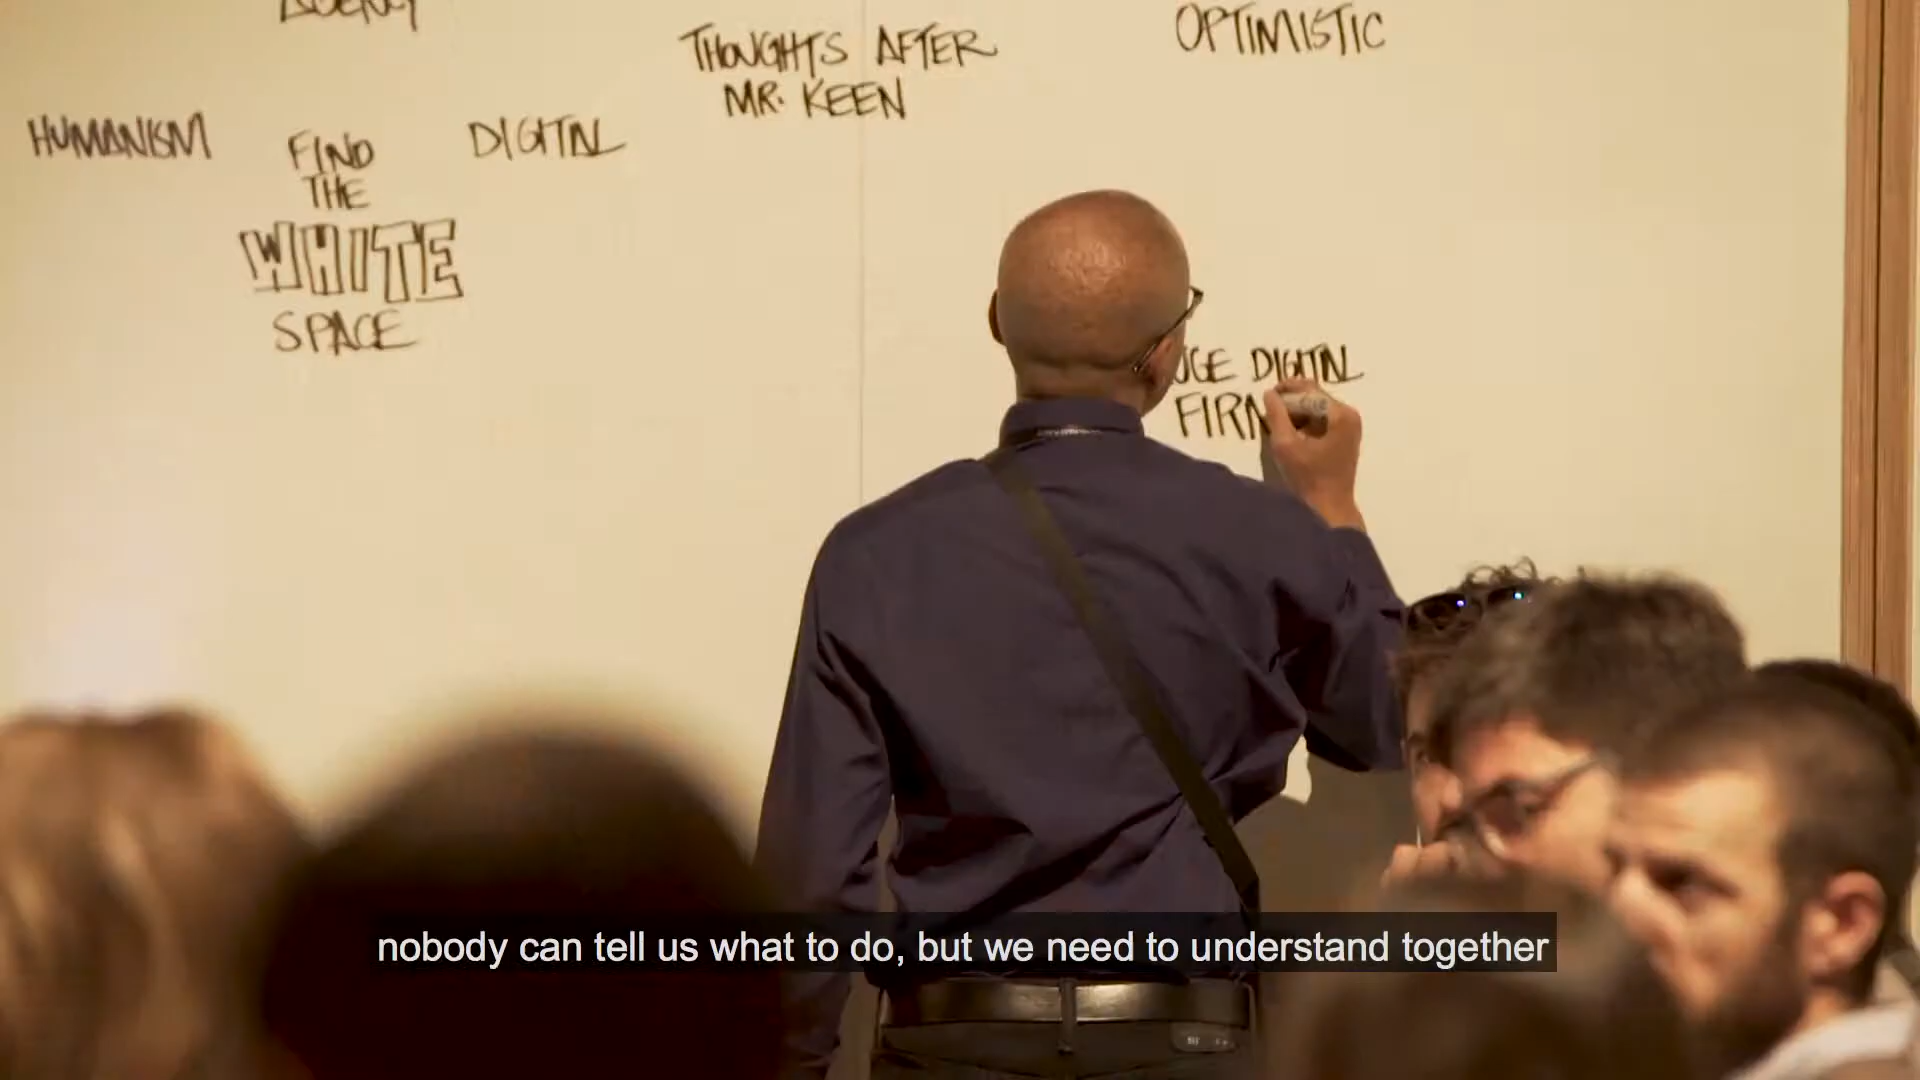 AGENCY
THOUGHTS AFTER
MR. KEEN
OPTIMISTIC
HUMANISM
FIND
THE
WHITE
SPACE
DIGITAL
DIGITAL
nobody can tell us what to do, but we need to understand together